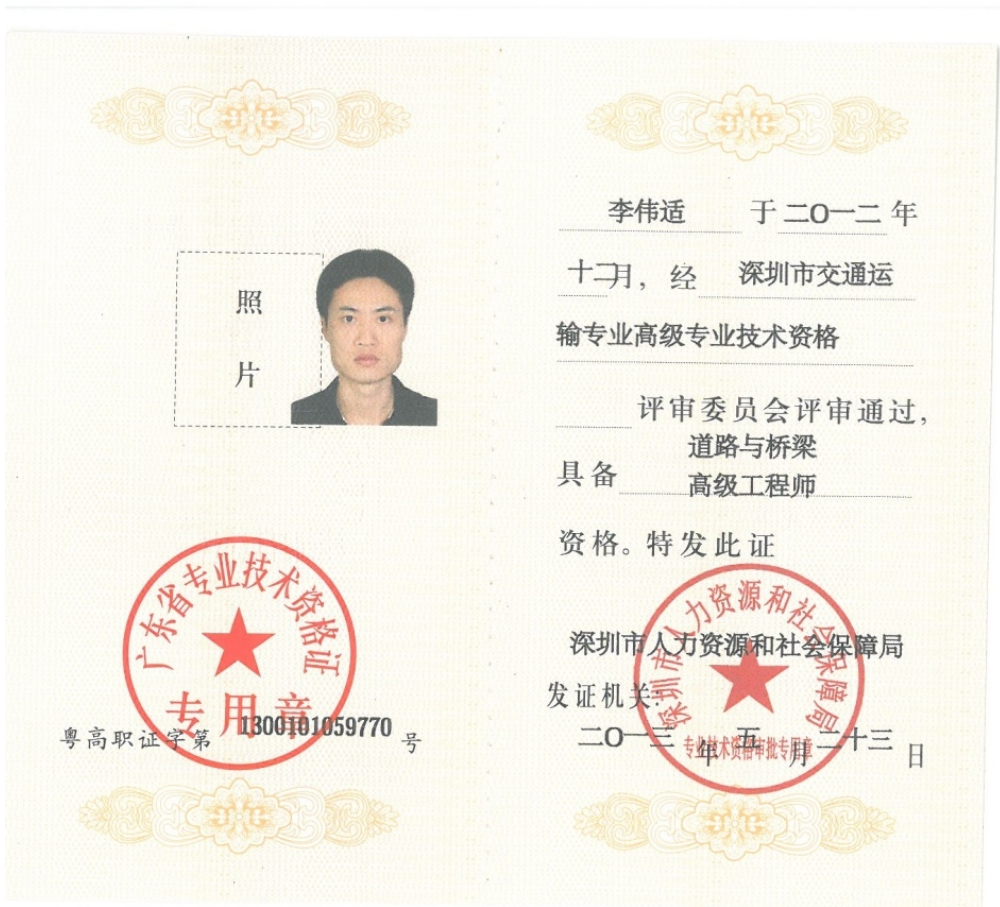 照
片
广东省专业技术资格证
专用章
粤高职证字第 1300101059770 号
李伟适 于二〇一二年
十二月，经 深圳市交通运
输专业高级专业技术资格
评审委员会评审通过，
道路与桥梁
具备 高级工程师
资格。特发此证
深圳市人力资源和社会保障局
深圳市人力资源和社会保障局
发证机关：
二〇一三年五月二十三日
专业技术资格审批专用章